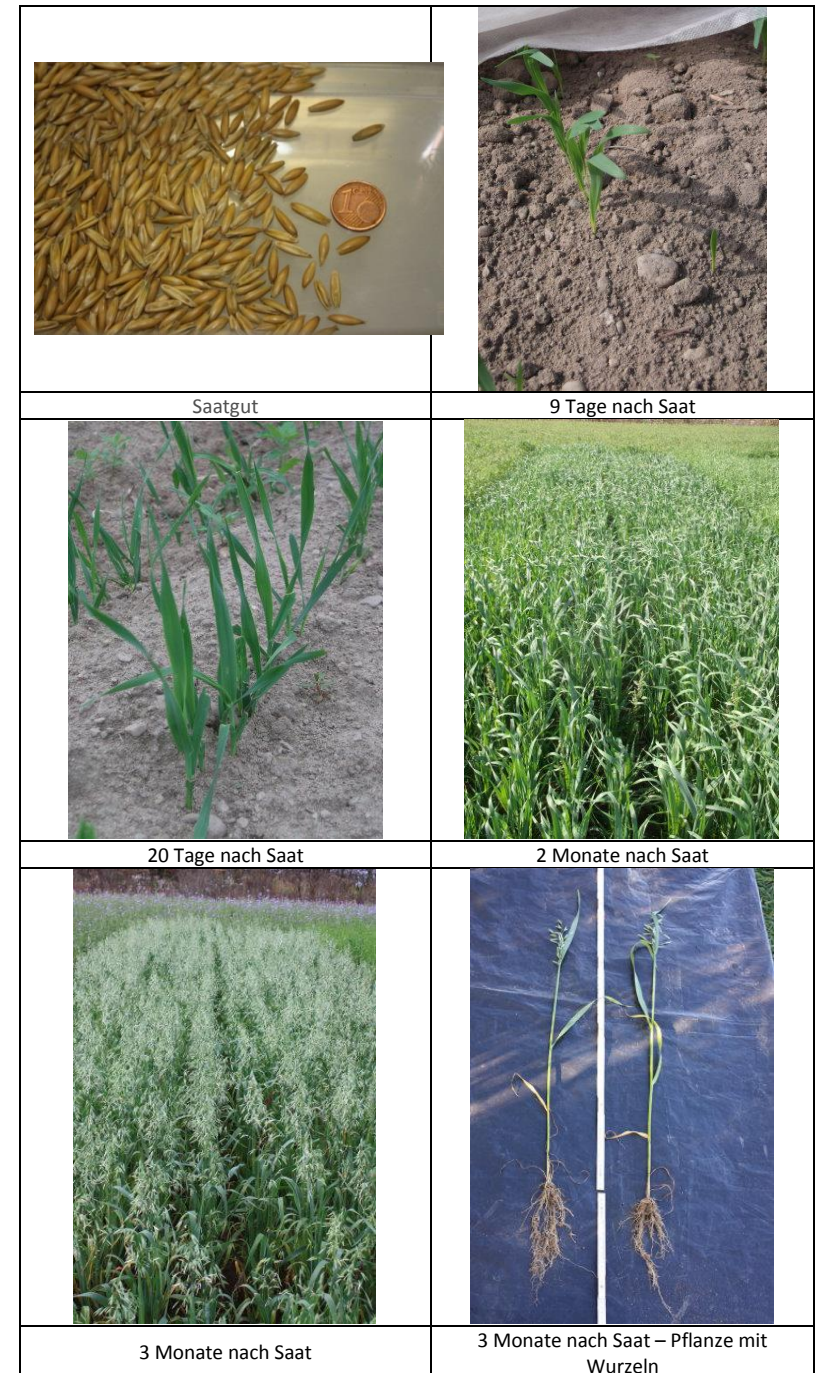 1
Saatgut
9 Tage nach Saat
20 Tage nach Saat
2 Monate nach Saat
3 Monate nach Saat
3 Monate nach Saat – Pflanze mit
Wurzeln